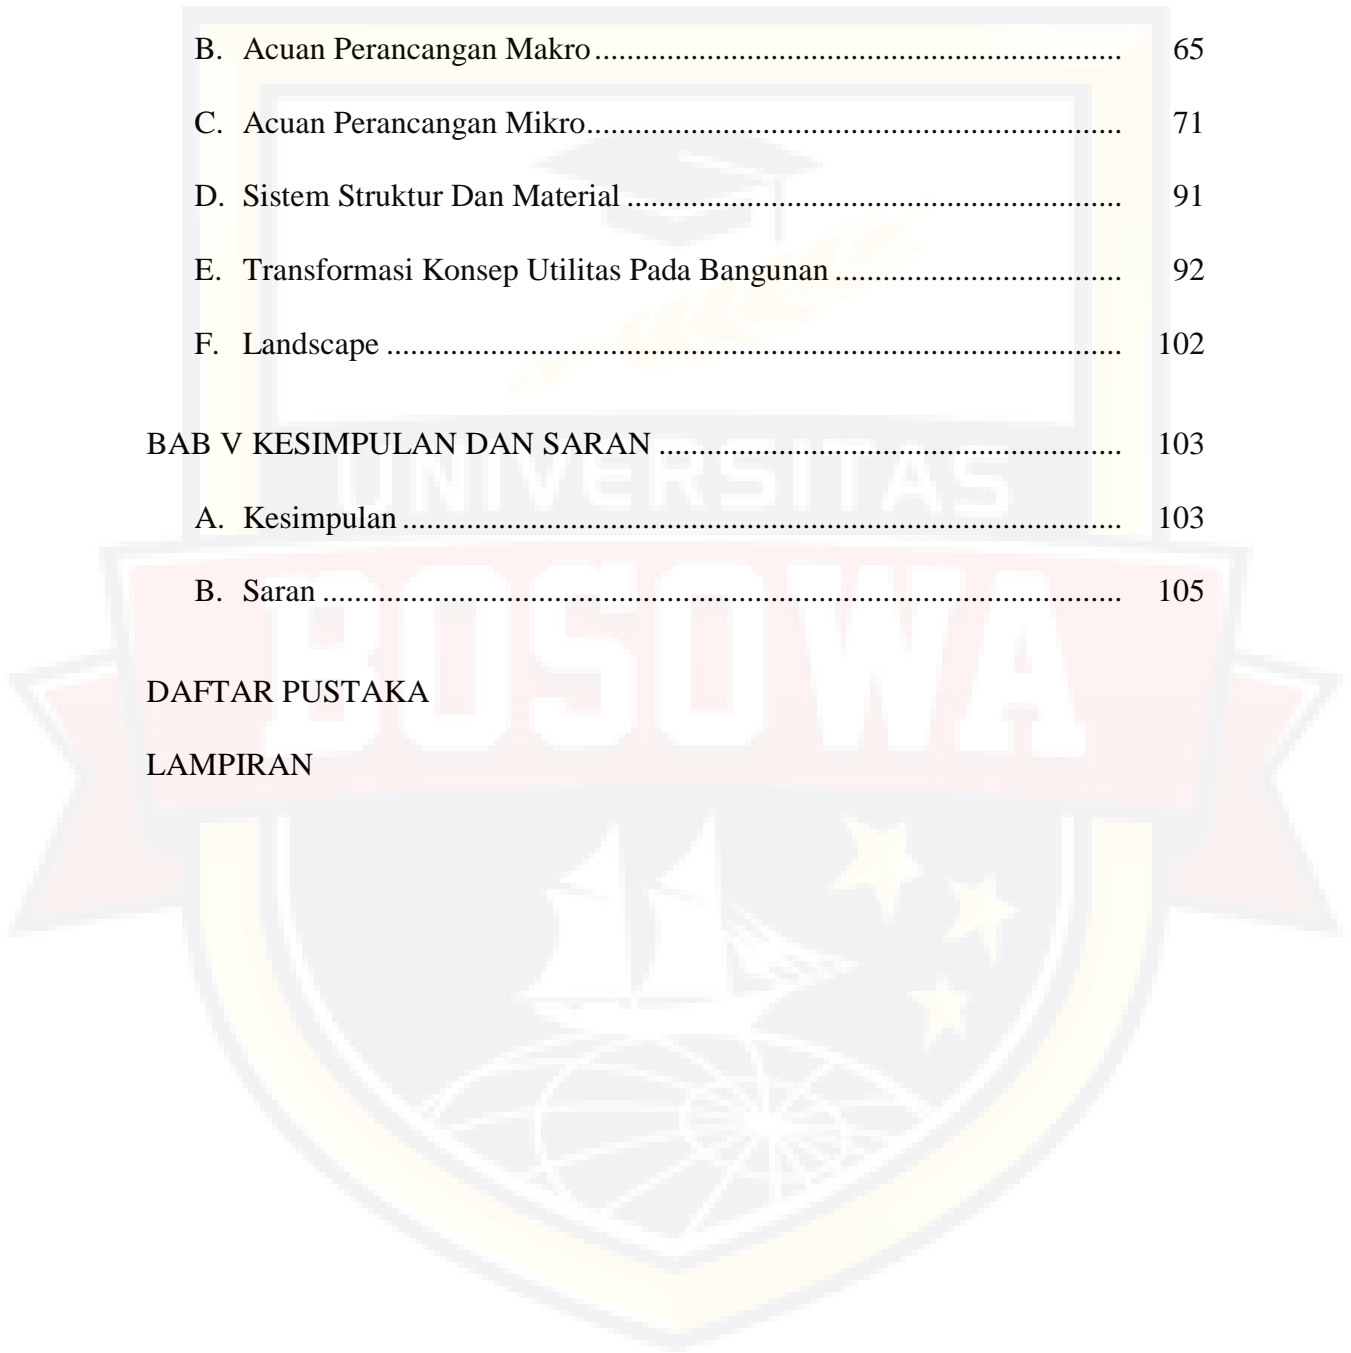 B. Acuan Perancangan Makro.................................................................. 65
C. Acuan Perancangan Mikro................................................................... 71
D. Sistem Struktur Dan Material .............................................................. 91
E. Transformasi Konsep Utilitas Pada Bangunan .................................... 92
F. Landscape ............................................................................................ 102
BAB V KESIMPULAN DAN SARAN .......................................................... 103
UNIVERSITAS
A. Kesimpulan .......................................................................................... 103
B. Saran .................................................................................................... 105
BOSOWA
DAFTAR PUSTAKA
LAMPIRAN